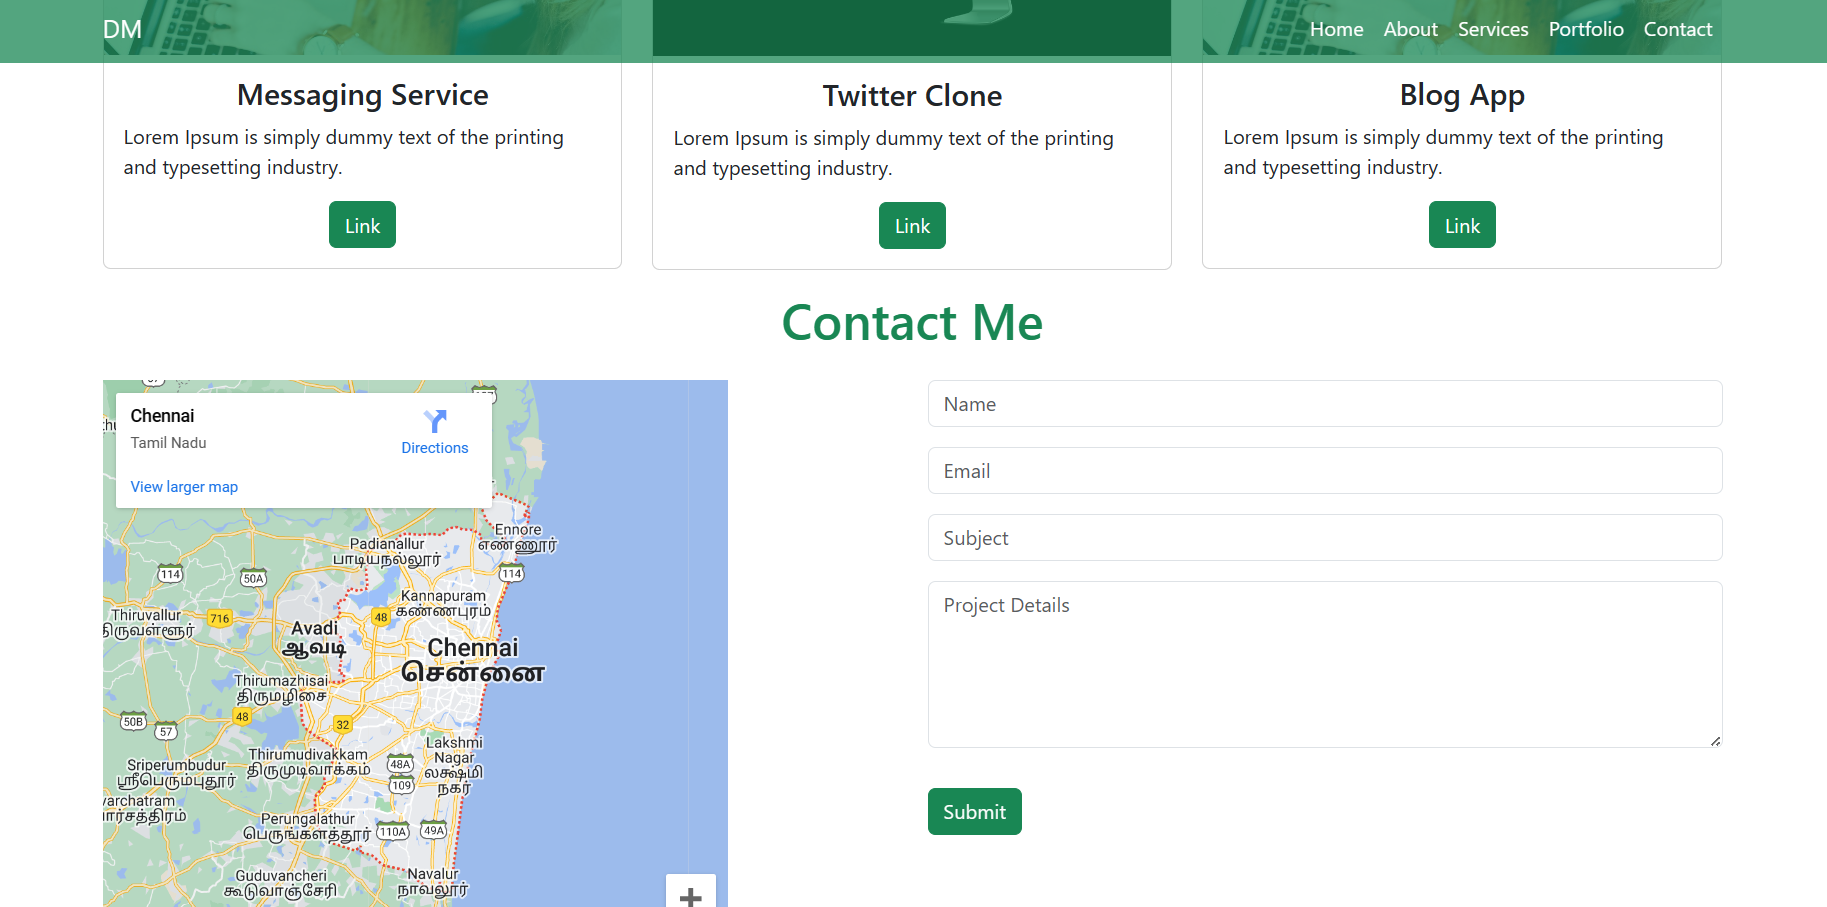 DM
Home About Services Portfolio Contact
Messaging Service
Lorem Ipsum is simply dummy text of the printing
and typesetting industry.
Link
Twitter Clone
Lorem Ipsum is simply dummy text of the printing
and typesetting industry.
Link
Blog App
Lorem Ipsum is simply dummy text of the printing
and typesetting industry.
Link
Contact Me
Chennai
Tamil Nadu
Directions
View larger map
Ennore
எண்ணூர்
Padianallur
பாடியநல்லூர்
114
50A
114
Kannapuram
கண்ணபுரம்
Thiruvallur
திருவள்ளூர்
716
48
Avadi
ஆவடி
Chennai
சென்னை
Thirumazhisai
திருமழிசை
50B
57
48
32
Lakshmi
Nagar
லக்ஷ்மி
நகர்
Thirumudivakkam
திருமுடிவாக்கம்
48A
109
Sriperumbudur
ஸ்ரீபெரும்புதூர்
Perungalathur
பெருங்களத்தூர்
110A
49A
Guduvancheri
கூடுவாஞ்சேரி
Navalur
நாவலூர்
+
Name
Email
Subject
Project Details
Submit